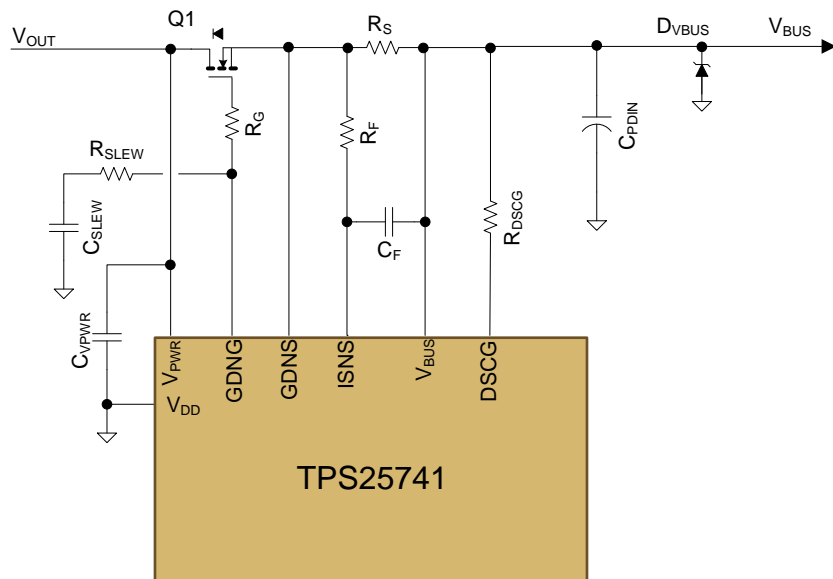 Q1
RS
DVBUS
VBUS
VOUT
RG
RF
CPDIN
RSLEW
CSLEW
RDSCG
CF
CVPWR
VPWR
GDNG
GDNS
ISNS
VBUS
DSCG
VDD
TPS25741